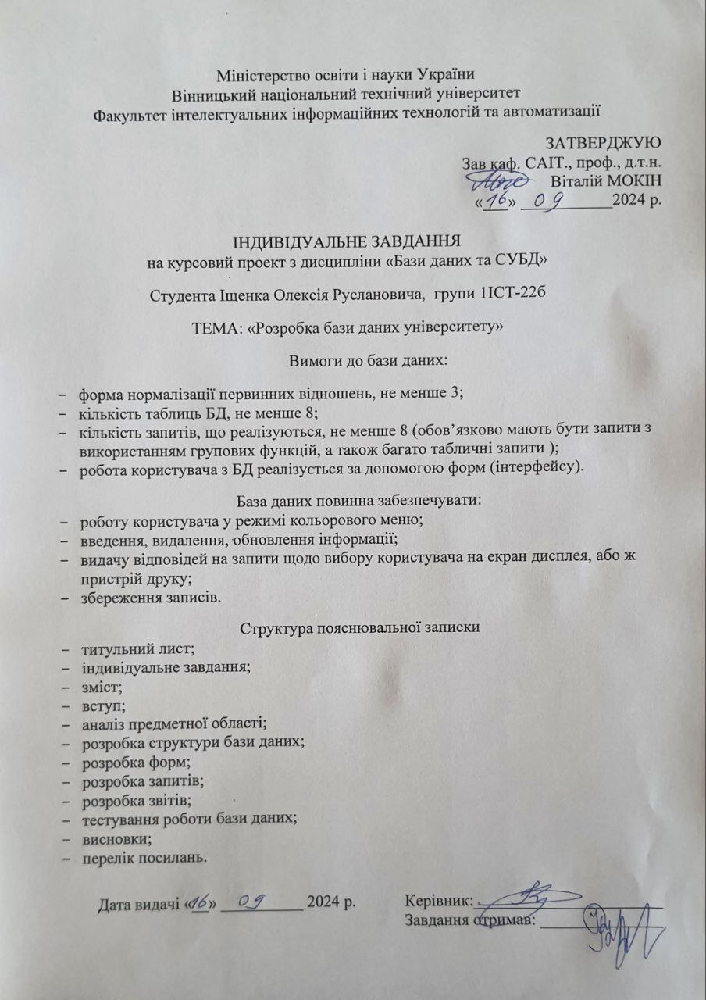 Міністерство освіти і науки України
Вінницький національний технічний університет
Факультет інтелектуальних інформаційних технологій та автоматизації
ЗАТВЕРДЖУЮ
Зав каф. САІТ., проф., д.т.н.
Віталій МОКІН
«16» 09 2024 р.
ІНДИВІДУАЛЬНЕ ЗАВДАННЯ
на курсовий проект з дисципліни «Бази даних та СУБД»
Студента Іщенка Олексія Руслановича, групи 1ІСТ-22б
ТЕМА: «Розробка бази даних університету»
Вимоги до бази даних:
– форма нормалізації первинних відношень, не менше 3;
– кількість таблиць БД, не менше 8;
– кількість запитів, що реалізуються, не менше 8 (обов’язково мають бути запити з
використанням групових функцій, а також багато табличні запити );
– робота користувача з БД реалізується за допомогою форм (інтерфейсу).
База даних повинна забезпечувати:
– роботу користувача у режимі кольорового меню;
– введення, видалення, обновлення інформації;
– видачу відповідей на запити щодо вибору користувача на екран дисплея, або ж
пристрій друку;
– збереження записів.
Структура пояснювальної записки
– титульний лист;
– індивідуальне завдання;
– зміст;
– вступ;
– аналіз предметної області;
– розробка структури бази даних;
– розробка форм;
– розробка запитів;
– розробка звітів;
– тестування роботи бази даних;
– висновки;
– перелік посилань.
Дата видачі «16» 09 2024 р.
Керівник:
Завдання отримав: